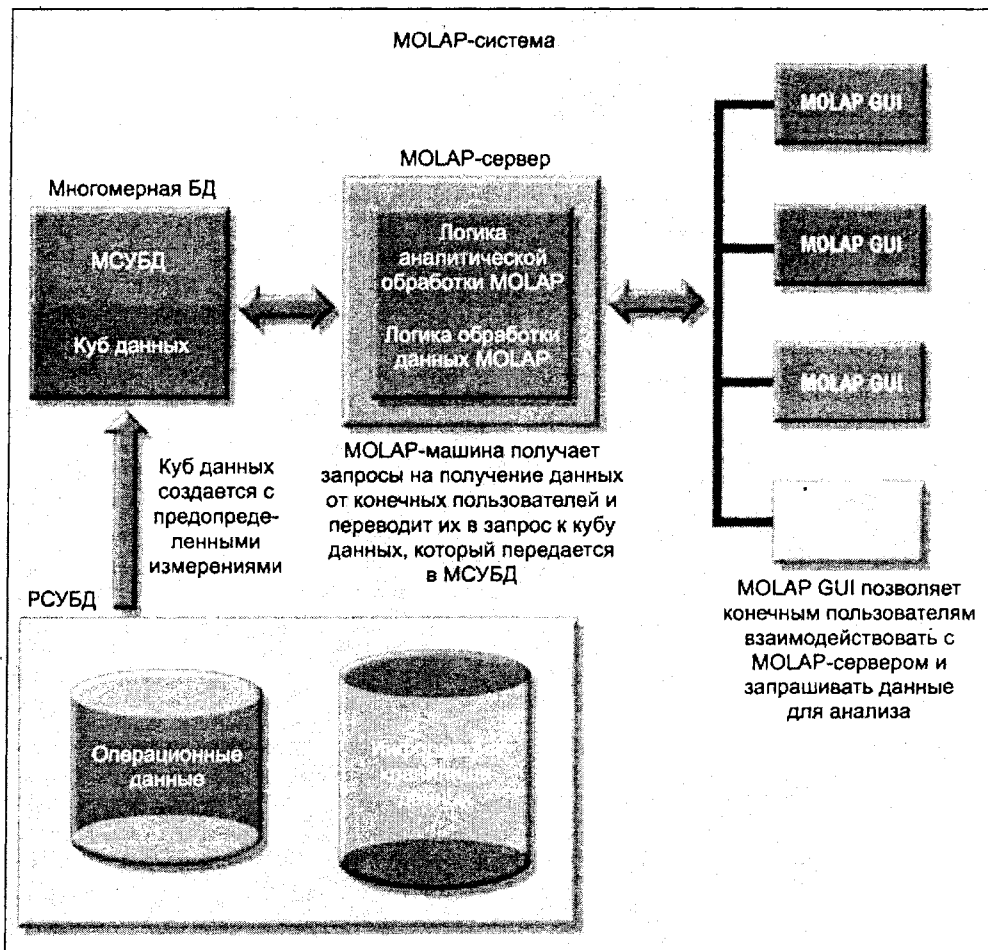 MOLAP-система
MOLAP GUI
MOLAP-сервер
Многомерная БД
МСУБД
Куб данных
Логика
аналитической
обработки MOLAP
Логика обработки
данных MOLAP
MOLAP GUI
MOLAP GUI
Куб данных
создается с
предопреде-
ленными
измерениями
MOLAP-машина получает
запросы на получение данных
от конечных пользователей и
переводит их в запрос к кубу
данных, который передается
в МСУБД
MOLAP GUI позволяет
конечным пользователям
взаимодействовать с
MOLAP-сервером и
запрашивать данные
для анализа
РСУБД
Операционные
данные